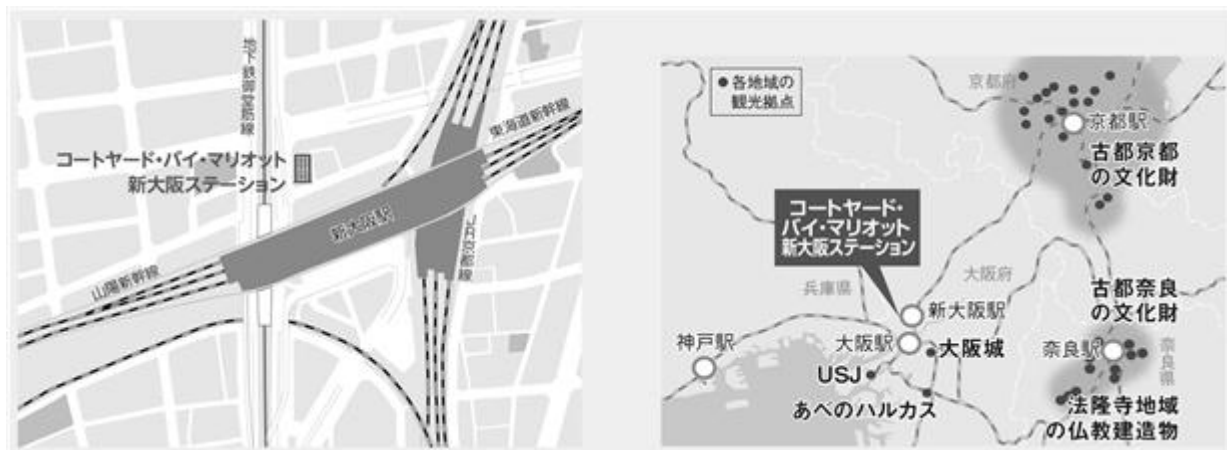 地下鉄御堂筋線
東海道新幹線
コートヤード・バイ・マリオット
新大阪ステーション
新大阪駅
JR京都線
山陽新幹線
●各地域の
観光拠点
京都府
京都駅
古都京都
の文化財
コートヤード・
バイ・マリオット
新大阪ステーション
大阪府
兵庫県
古都奈良
の文化財
新大阪駅
神戸駅
大阪駅
大阪城
奈良駅
奈良県
USJ
あべのハルカス
法隆寺地域
の仏教建造物